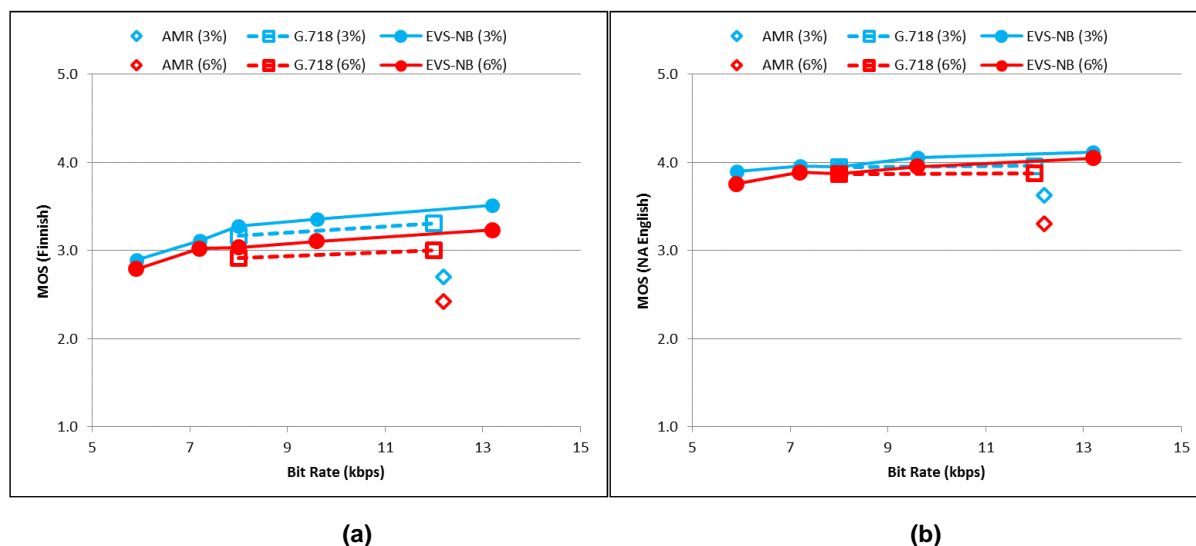 AMR (3%) G.718 (3%) EVS-NB (3%)
AMR (6%) G.718 (6%) EVS-NB (6%)
5.0
4.0
3.0
2.0
1.0
MOS (Finnish)
5 7 9 11 13 15
Bit Rate (kbps)
(a)
AMR (3%) G.718 (3%) EVS-NB (3%)
AMR (6%) G.718 (6%) EVS-NB (6%)
5.0
4.0
3.0
2.0
1.0
MOS (NA English)
5 7 9 11 13 15
Bit Rate (kbps)
(b)